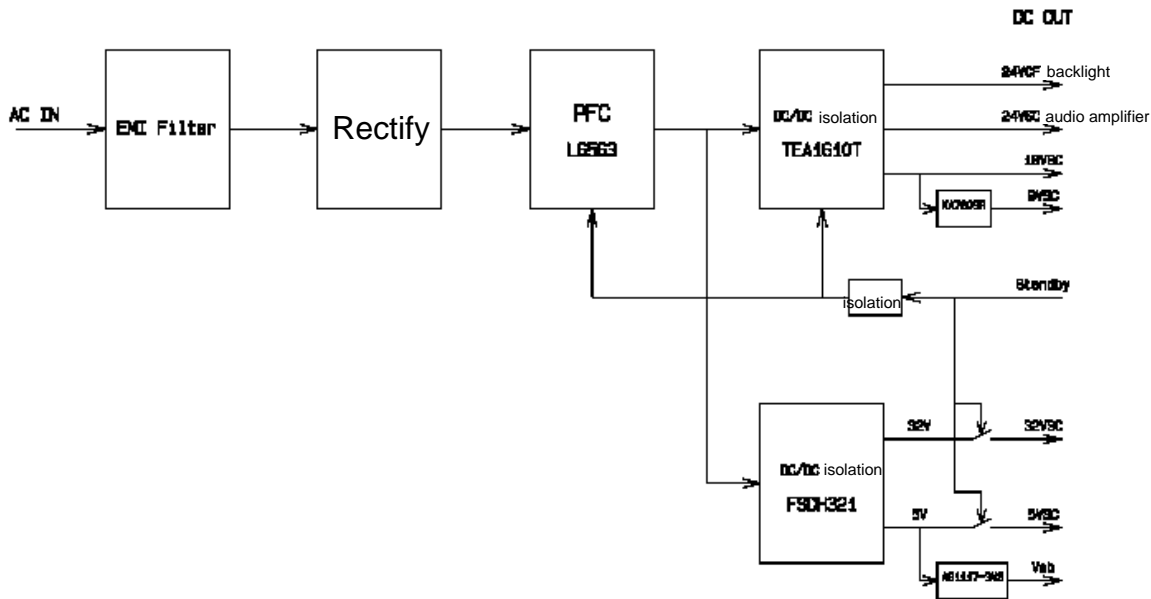 DC OUT
AC IN
EMI Filter
Rectify
PFC
L6563
DC/DC isolation
TEA1610T
24VCF backlight
24VSC audio amplifier
18VSC
9VSC
isolation
Standby
DC/DC isolation
FSDH321
32V
32VSC
5V
5VSC
Vsb